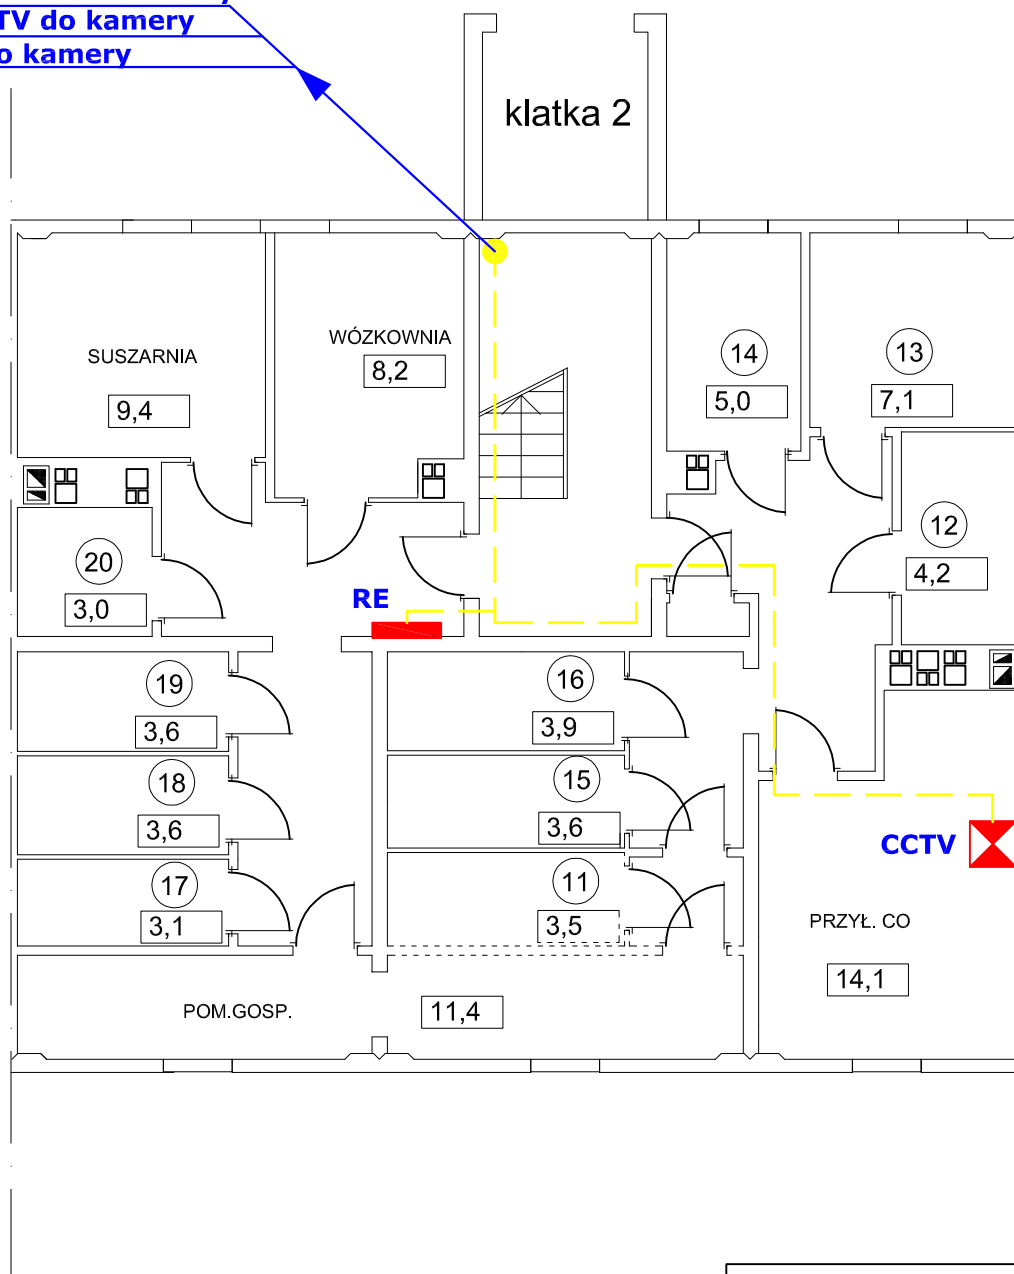 TV do kamery
o kamery
klatka 2
SUSZARNIA
9,4
WÓZKOWNIA
8,2
14
5,0
13
7,1
12
4,2
20
3,0
RE
19
3,6
16
3,9
18
3,6
15
3,6
CCTV
17
3,1
11
3,5
PRZYŁ. CO
14,1
POM.GOSP.
11,4